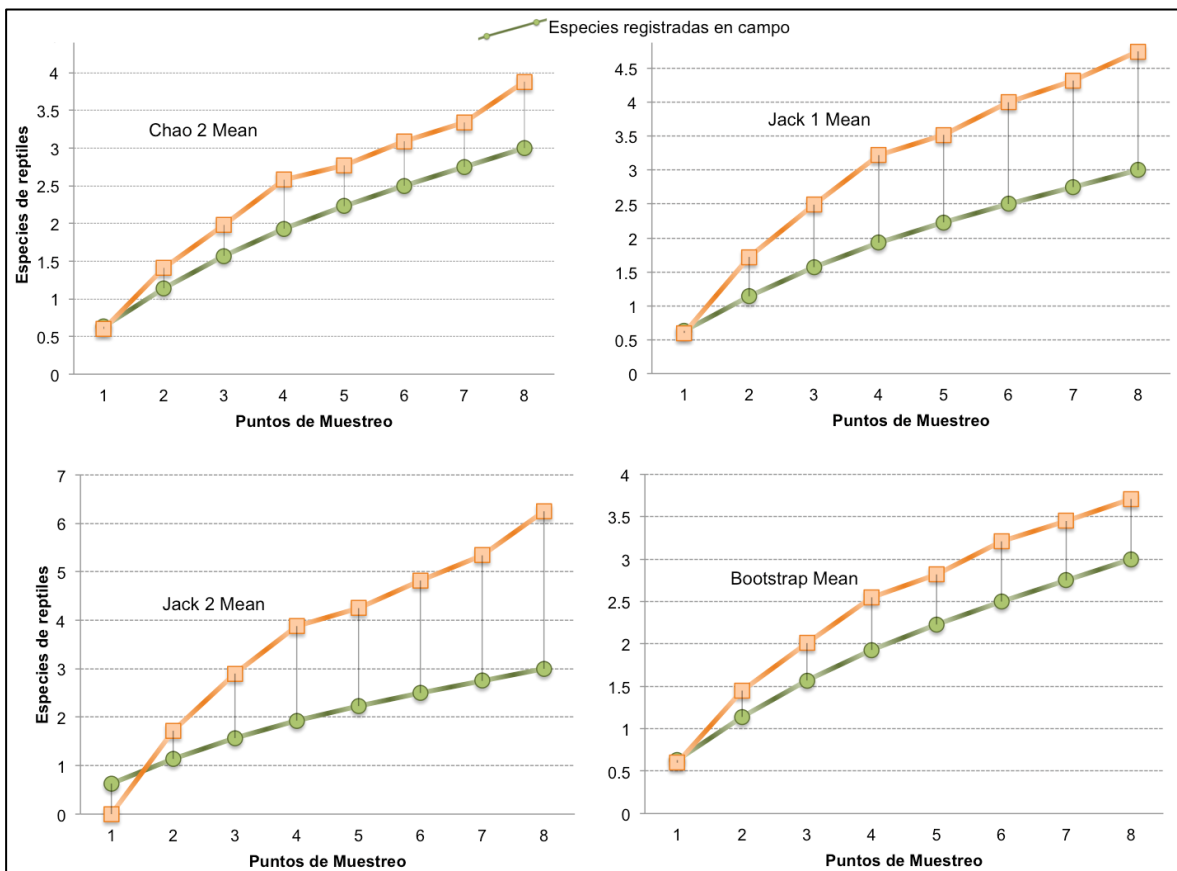 Especies registradas en campo
Especies de reptiles
4
3.5
3
2.5
2
1.5
1
0.5
0
Chao 2 Mean
1 2 3 4 5 6 7 8
Puntos de Muestreo
4.5
4
3.5
3
2.5
2
1.5
1
0.5
0
Jack 1 Mean
1 2 3 4 5 6 7 8
Puntos de Muestreo
Especies de reptiles
7
6
5
4
3
2
1
0
Jack 2 Mean
1 2 3 4 5 6 7 8
Puntos de Muestreo
4
3.5
3
2.5
2
1.5
1
0.5
0
Bootstrap Mean
1 2 3 4 5 6 7 8
Puntos de Muestreo